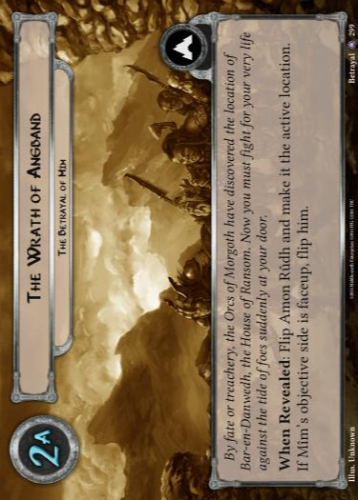 2A
THE WRATH OF ANGBAND
THE BETRAYAL OF MÎM
By fate or treachery, the Orcs of Morgoth have discovered the location of
Bar-en-Danwedh, the House of Ransom. Now you must fight for your very life
against the tide of foes suddenly at your door.
When Revealed: Flip Amon Rûdh and make it the active location.
If Mîm's objective side is faceup, flip him.
Illus. Unknown
Betrayal 299